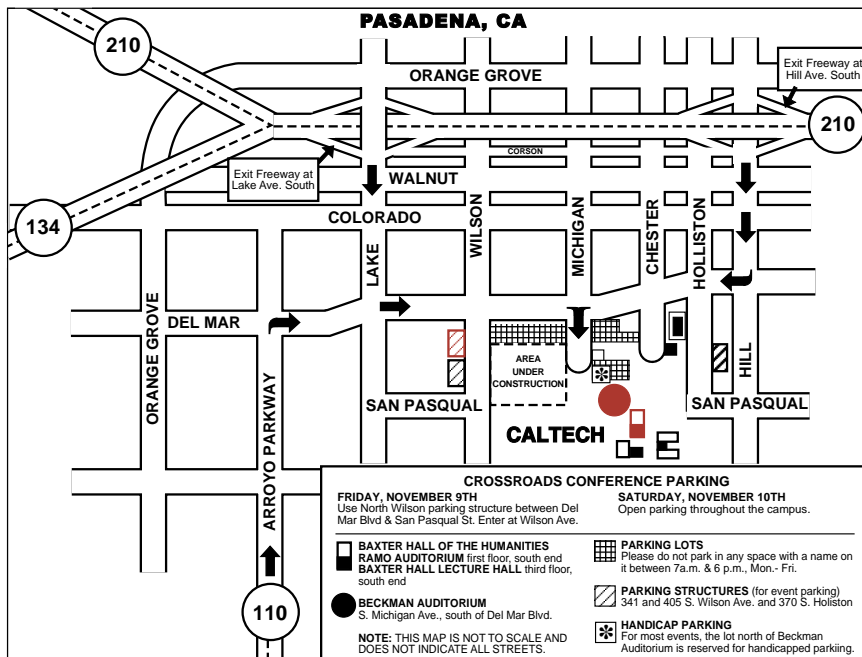 PASADENA, CA
210
ORANGE GROVE
Exit Freeway at
Hill Ave. South
210
CORSON
Exit Freeway at
Lake Ave. South
WALNUT
134
COLORADO
LAKE
WILSON
MICHIGAN
CHESTER
HOLLISTON
DEL MAR
ORANGE GROVE
ARROYO PARKWAY
AREA
UNDER
CONSTRUCTION
HILL
SAN PASQUAL
SAN PASQUAL
CALTECH
110
CROSSROADS CONFERENCE PARKING
FRIDAY, NOVEMBER 9TH
Use North Wilson parking structure between Del
Mar Blvd & San Pasqual St. Enter at Wilson Ave.
SATURDAY, NOVEMBER 10TH
Open parking throughout the campus.
BAXTER HALL OF THE HUMANITIES
RAMO AUDITORIUM first floor, south end
BAXTER HALL LECTURE HALL third floor,
south end
BECKMAN AUDITORIUM
S. Michigan Ave., south of Del Mar Blvd.
NOTE: THIS MAP IS NOT TO SCALE AND
DOES NOT INDICATE ALL STREETS.
PARKING LOTS
Please do not park in any space with a name on
it between 7a.m. & 6 p.m., Mon.- Fri.
PARKING STRUCTURES (for event parking)
341 and 405 S. Wilson Ave. and 370 S. Holiston
HANDICAP PARKING
For most events, the lot north of Beckman
Auditorium is reserved for handicapped parkiing.